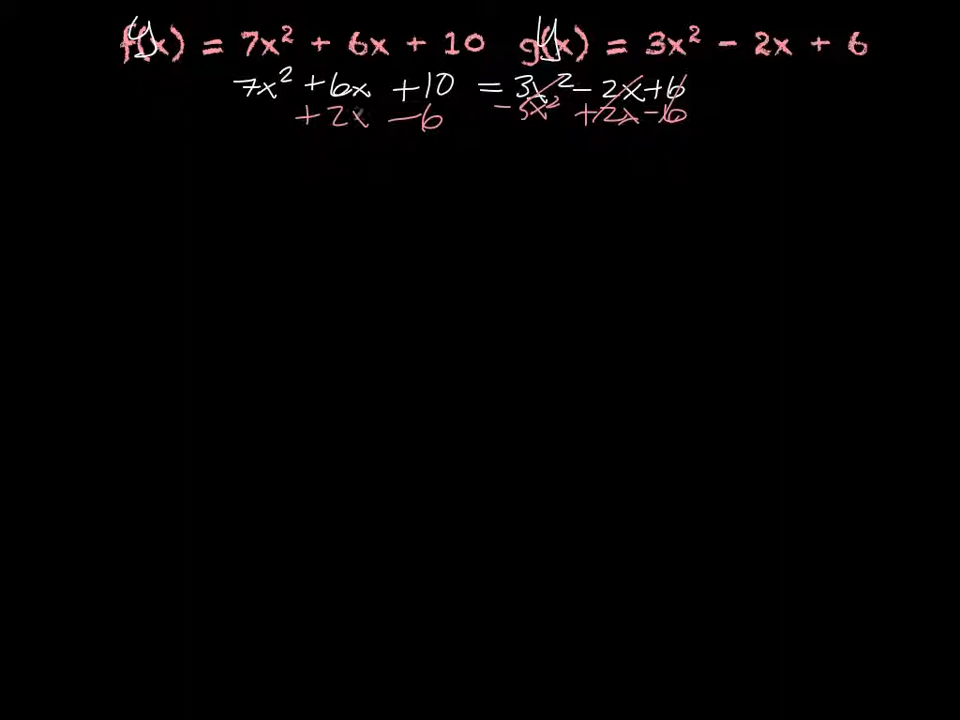 f(x) = 7x² + 6x + 10 g(x) = 3x² - 2x + 6
y y
7x² + 6x + 10 = 3x² - 2x + 6
+ 2x - 6 - 3x² + 2x - 6